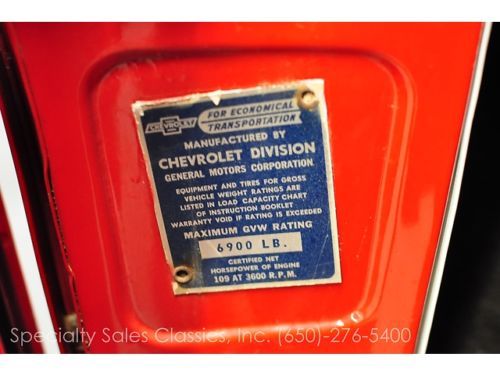 CHEVROLET
FOR ECONOMICAL
TRANSPORTATION
MANUFACTURED BY
CHEVROLET DIVISION
GENERAL MOTORS CORPORATION
EQUIPMENT AND TIRES FOR GROSS
VEHICLE WEIGHT RATINGS ARE
LISTED IN LOAD CAPACITY CHART
OF INSTRUCTION BOOKLET
WARRANTY VOID IF RATING IS EXCEEDED
MAXIMUM GVW RATING
6900 LB.
CERTIFIED NET
HORSEPOWER OF ENGINE
109 AT 3600 R.P.M.
Specialty Sales Classics, Inc. (650)-276-5400